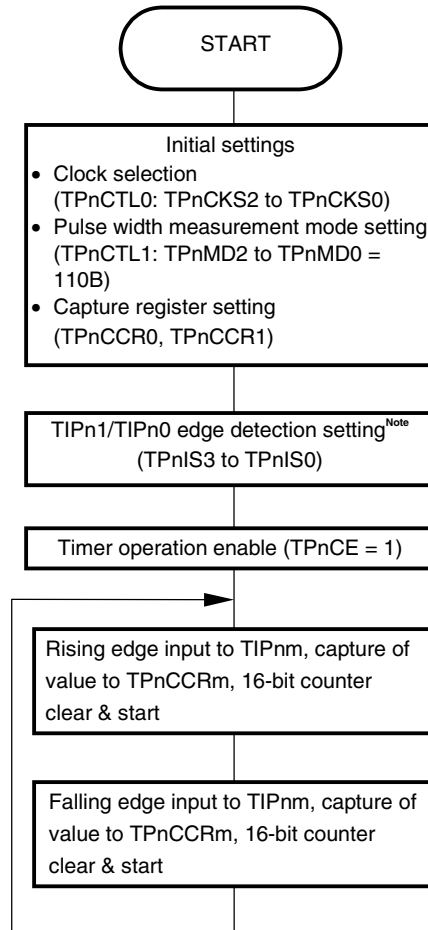 START
Initial settings
• Clock selection
(TPnCTL0: TPnCKS2 to TPnCKS0)
• Pulse width measurement mode setting
(TPnCTL1: TPnMD2 to TPnMD0 =
110B)
• Capture register setting
(TPnCCR0, TPnCCR1)
TIPn1/TIPn0 edge detection setting Note
(TPnIS3 to TPnIS0)
Timer operation enable (TPnCE = 1)
Rising edge input to TIPnm, capture of
value to TPnCCRm, 16-bit counter
clear & start
Falling edge input to TIPnm, capture of
value to TPnCCRm, 16-bit counter
clear & start